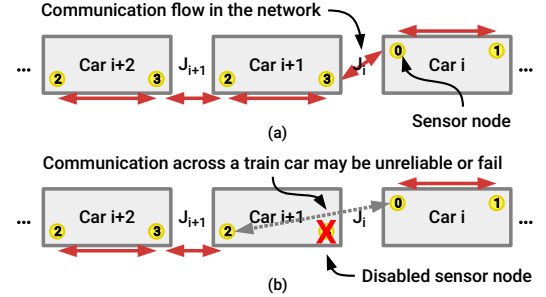 Communication flow in the network
... Car i+2 J_{i+1} Car i+1 J_i Car i ...
2 3 2 3 0 1
Sensor node
(a)
Communication across a train car may be unreliable or fail
... Car i+2 J_{i+1} Car i+1 J_i Car i ...
2 3 2 X 0 1
Disabled sensor node
(b)